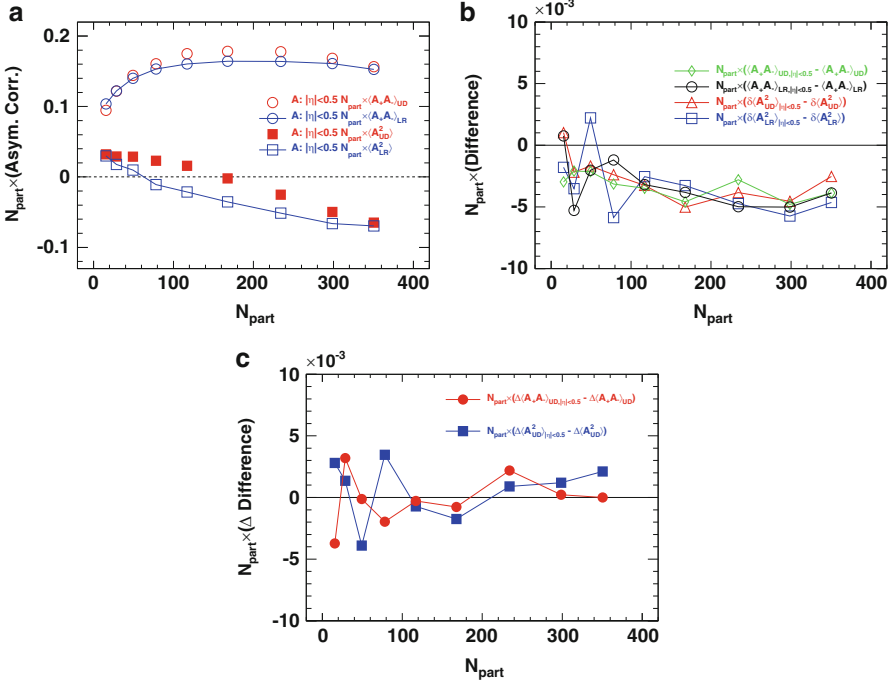 a
N_part×(Asym. Corr.)
0.2
0.1
0
-0.1
A: |η|<0.5 N_part×⟨A₊A₋⟩_UD
A: |η|<0.5 N_part×⟨A₊A₋⟩_LR
A: |η|<0.5 N_part×⟨A²_UD⟩
A: |η|<0.5 N_part×⟨A²_LR⟩
0 100 200 300 400
N_part
b
×10⁻³
N_part×(Difference)
10
5
0
-5
-10
N_part×(⟨A₊A₋⟩_UD,|η|<0.5 - ⟨A₊A₋⟩_UD)
N_part×(⟨A₊A₋⟩_LR,|η|<0.5 - ⟨A₊A₋⟩_LR)
N_part×(δ⟨A²_UD⟩_|η|<0.5 - δ⟨A²_UD⟩)
N_part×(δ⟨A²_LR⟩_|η|<0.5 - δ⟨A²_LR⟩)
0 100 200 300 400
N_part
c
×10⁻³
N_part×(Δ Difference)
10
5
0
-5
-10
N_part×(Δ⟨A₊A₋⟩_UD,|η|<0.5 - Δ⟨A₊A₋⟩_UD)
N_part×(Δ⟨A²_UD⟩_|η|<0.5 - Δ⟨A²_UD⟩)
0 100 200 300 400
N_part